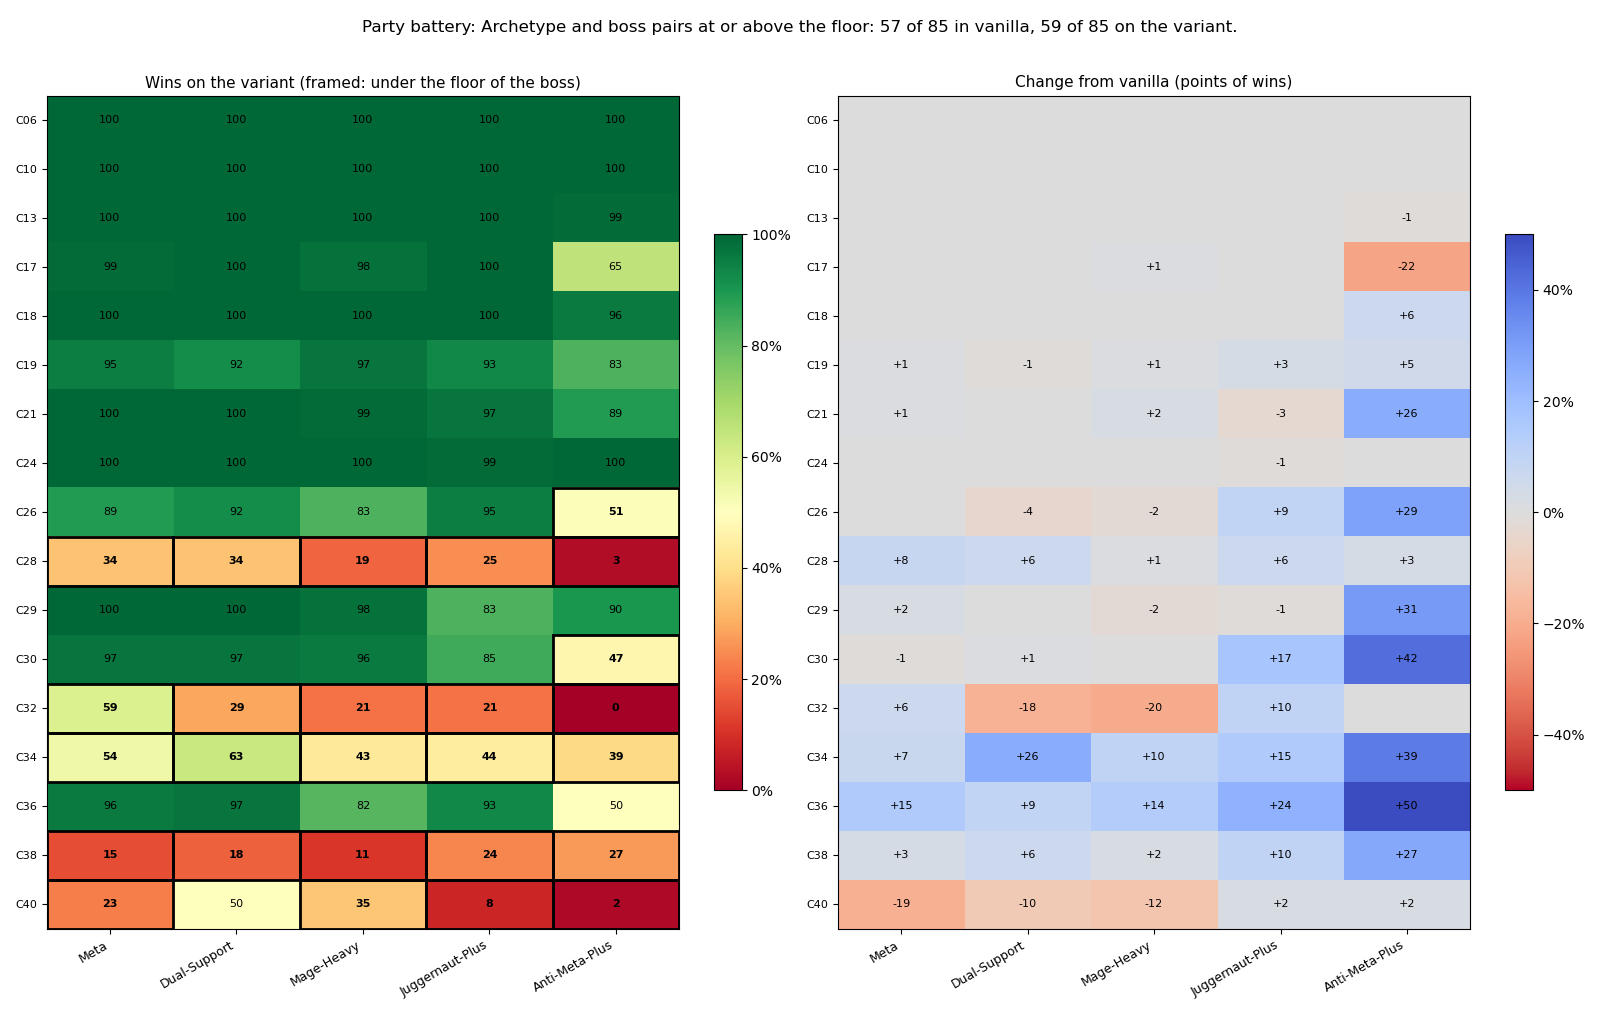 Party battery: Archetype and boss pairs at or above the floor: 57 of 85 in vanilla, 59 of 85 on the variant.
Wins on the variant (framed: under the floor of the boss)
C06 100 100 100 100 100
C10 100 100 100 100 100
C13 100 100 100 100 99
C17 99 100 98 100 65
C18 100 100 100 100 96
C19 95 92 97 93 83
C21 100 100 99 97 89
C24 100 100 100 99 100
C26 89 92 83 95 51
C28 34 34 19 25 3
C29 100 100 98 83 90
C30 97 97 96 85 47
C32 59 29 21 21 0
C34 54 63 43 44 39
C36 96 97 82 93 50
C38 15 18 11 24 27
C40 23 50 35 8 2
Meta Dual-Support Mage-Heavy Juggernaut-Plus Anti-Meta-Plus
100%
80%
60%
40%
20%
0%
Change from vanilla (points of wins)
C06
C10
C13 -1
C17 +1 -22
C18 +6
C19 +1 -1 +1 +3 +5
C21 +1 +2 -3 +26
C24 -1
C26 -4 -2 +9 +29
C28 +8 +6 +1 +6 +3
C29 +2 -2 -1 +31
C30 -1 +1 +17 +42
C32 +6 -18 -20 +10
C34 +7 +26 +10 +15 +39
C36 +15 +9 +14 +24 +50
C38 +3 +6 +2 +10 +27
C40 -19 -10 -12 +2 +2
Meta Dual-Support Mage-Heavy Juggernaut-Plus Anti-Meta-Plus
40%
20%
0%
−20%
−40%